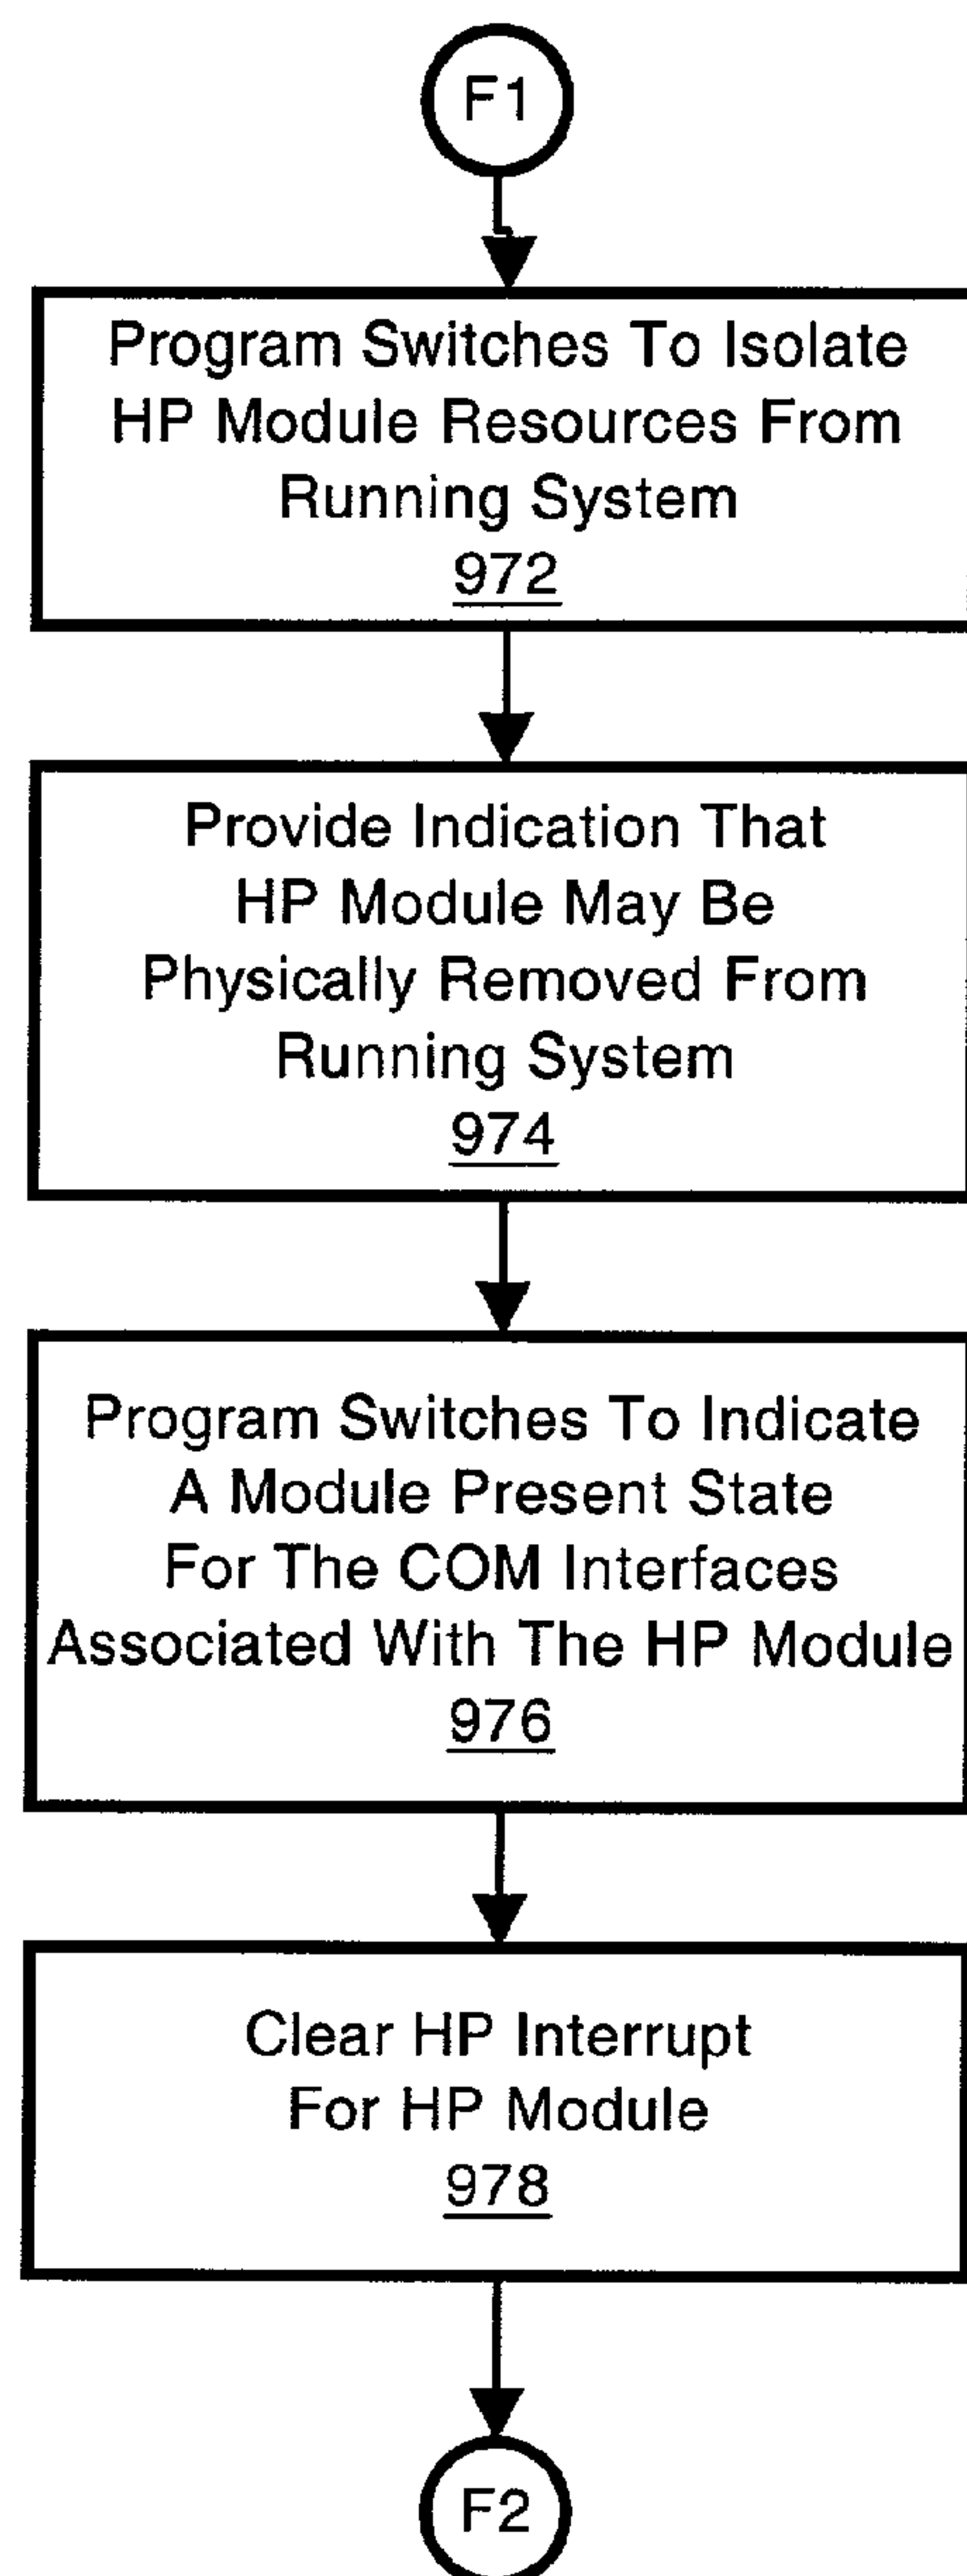 F1
Program Switches To Isolate
HP Module Resources From
Running System
972
Provide Indication That
HP Module May Be
Physically Removed From
Running System
974
Program Switches To Indicate
A Module Present State
For The COM Interfaces
Associated With The HP Module
976
Clear HP Interrupt
For HP Module
978
F2